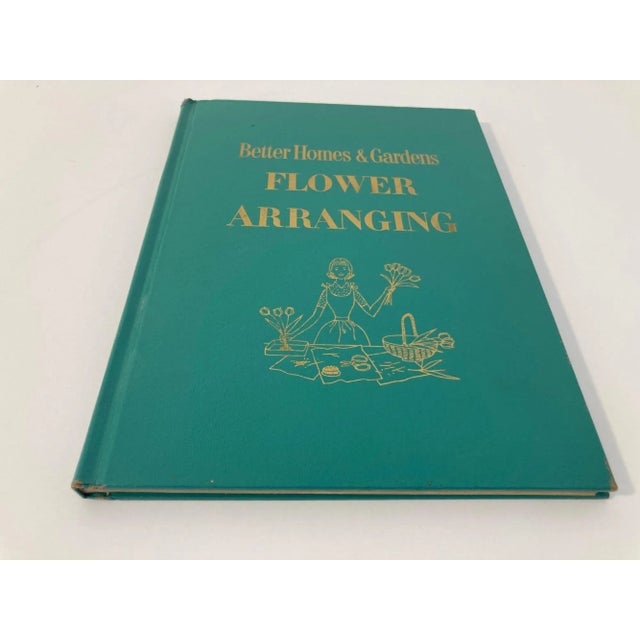 Better Homes & Gardens
FLOWER
ARRANGING